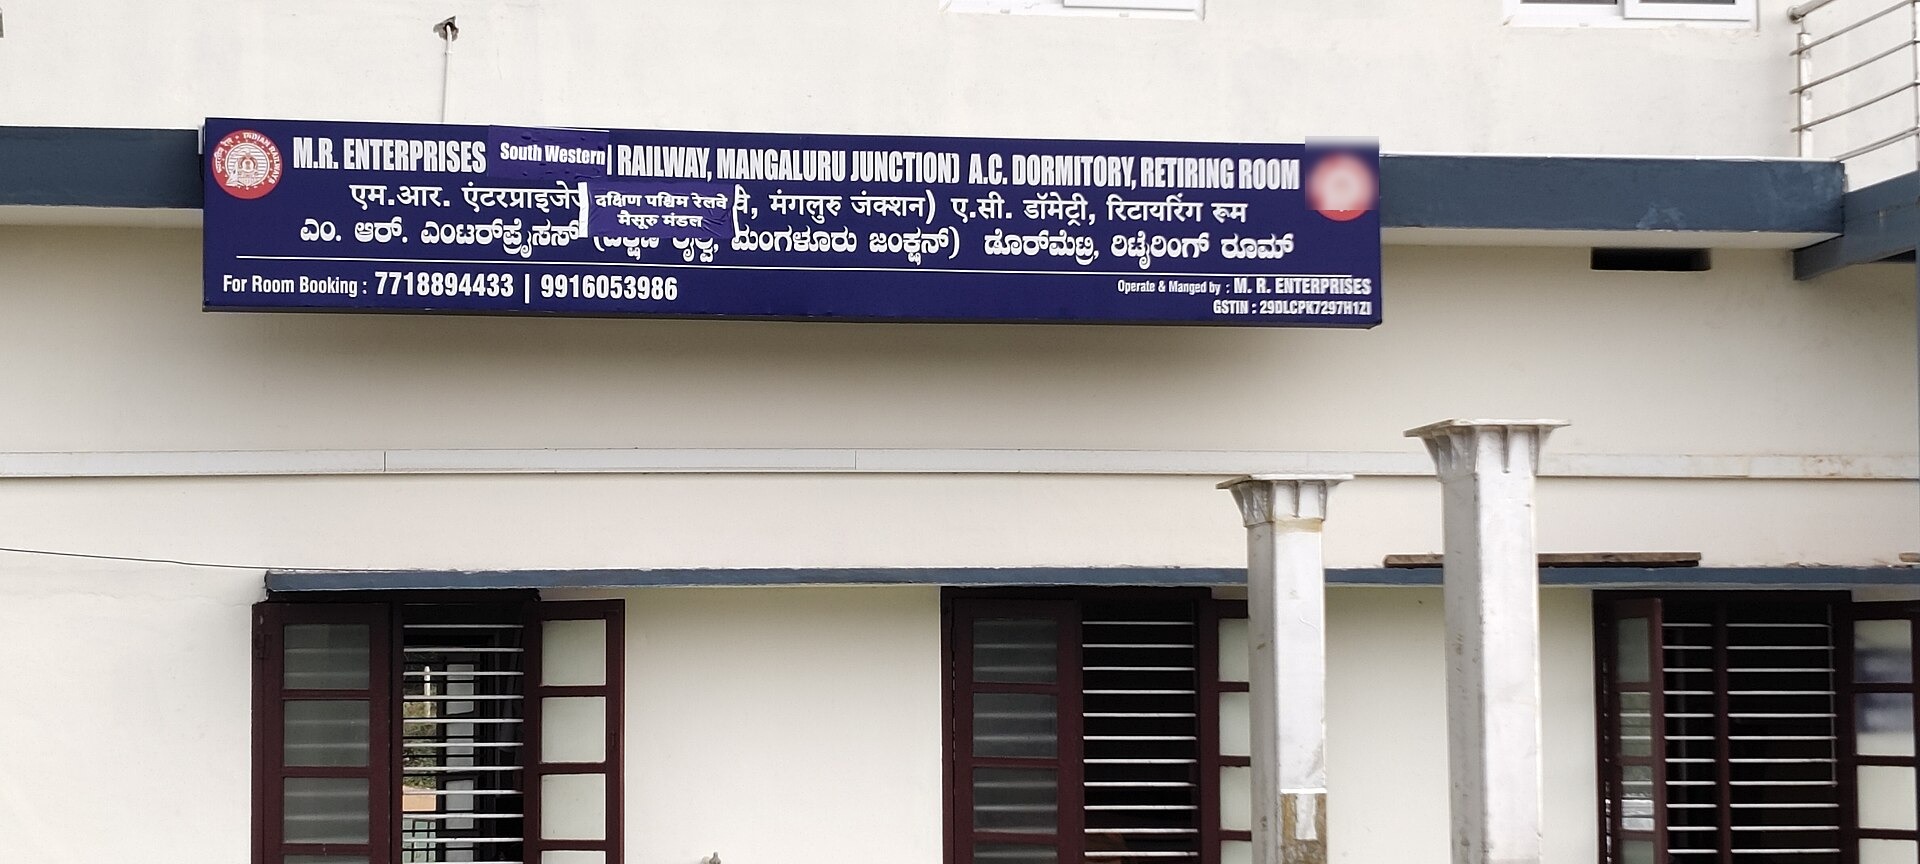 M.R. ENTERPRISES South Western RAILWAY, MANGALURU JUNCTION) A.C. DORMITORY, RETIRING ROOM
एम.आर. एंटरप्राइजेज दक्षिण पश्चिम रेलवे वे, मंगलुरु जंक्शन) ए.सी. डॉमेट्री, रिटायरिंग रूम
मैसूरु मंडल
ಎಂ. ಆರ್. ಎಂಟರ್‌ಪ್ರೈಸಸ್ ಮಂಗಳೂರು ಜಂಕ್ಷನ್) ಡೊರ್ಮೆಟ್ರಿ, ರಿಟೈರಿಂಗ್ ರೂಮ್
For Room Booking : 7718894433 | 9916053986
Operate & Manged by : M. R. ENTERPRISES
GSTIN : 29DLCPK7297H1ZI